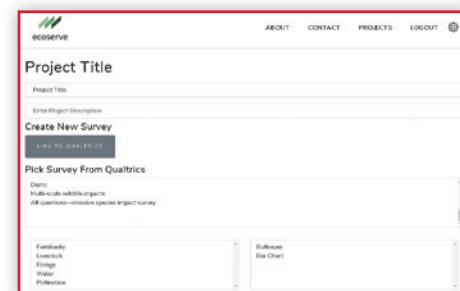 ecoserve
ABOUT CONTACT PROJECTS LOGOUT
Project Title
Project Title
Enter Project Description
Create New Survey
LINK TO QUALTRICS
Pick Survey From Qualtrics
Demo
Multi-scale wildlife impacts
All questions—invasive species impact survey
Familiarity
Livestock
Forage
Water
Pollination
Bullseyes
Bar Chart